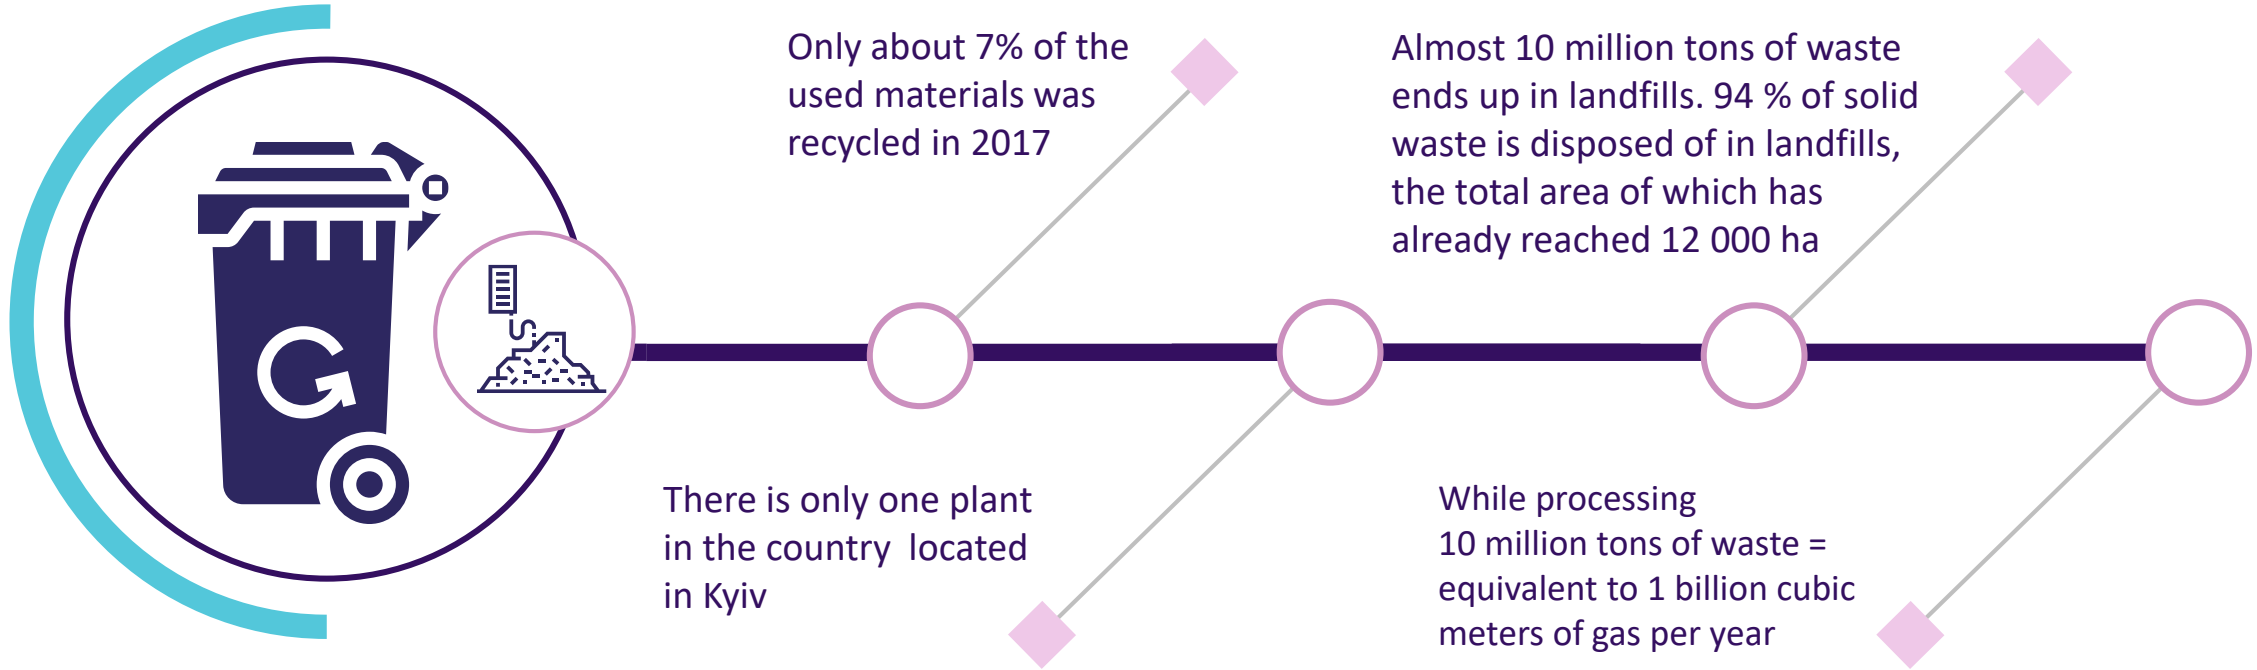 Only about 7% of the
used materials was
recycled in 2017
Almost 10 million tons of waste
ends up in landfills. 94 % of solid
waste is disposed of in landfills,
the total area of which has
already reached 12 000 ha
There is only one plant
in the country  located
in Kyiv
While processing
10 million tons of waste =
equivalent to 1 billion cubic
meters of gas per year